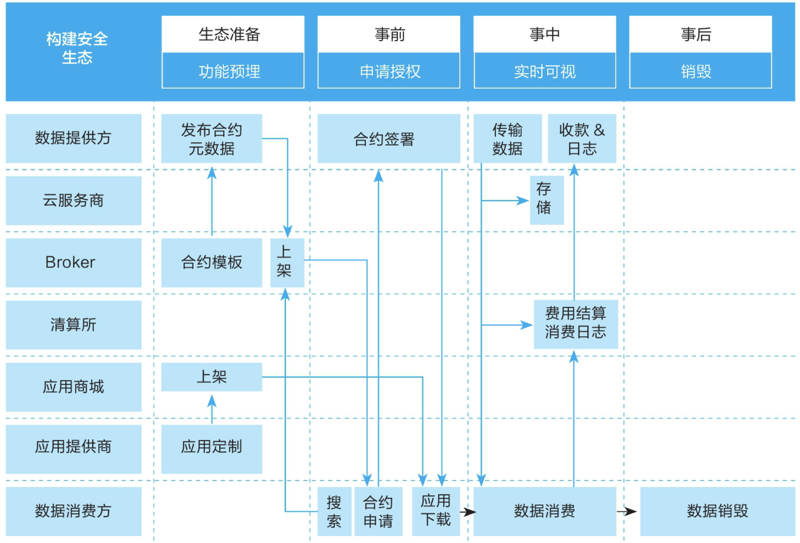 构建安全
生态
生态准备
事前
事中
事后
功能预埋
申请授权
实时可视
销毁
数据提供方
发布合约
元数据
合约签署
传输
数据
收款 &
日志
云服务商
存
储
Broker
合约模板
上
架
清算所
费用结算
消费日志
应用商城
上架
应用提供商
应用定制
数据消费方
搜
索
合约
申请
应用
下载
数据消费
数据销毁